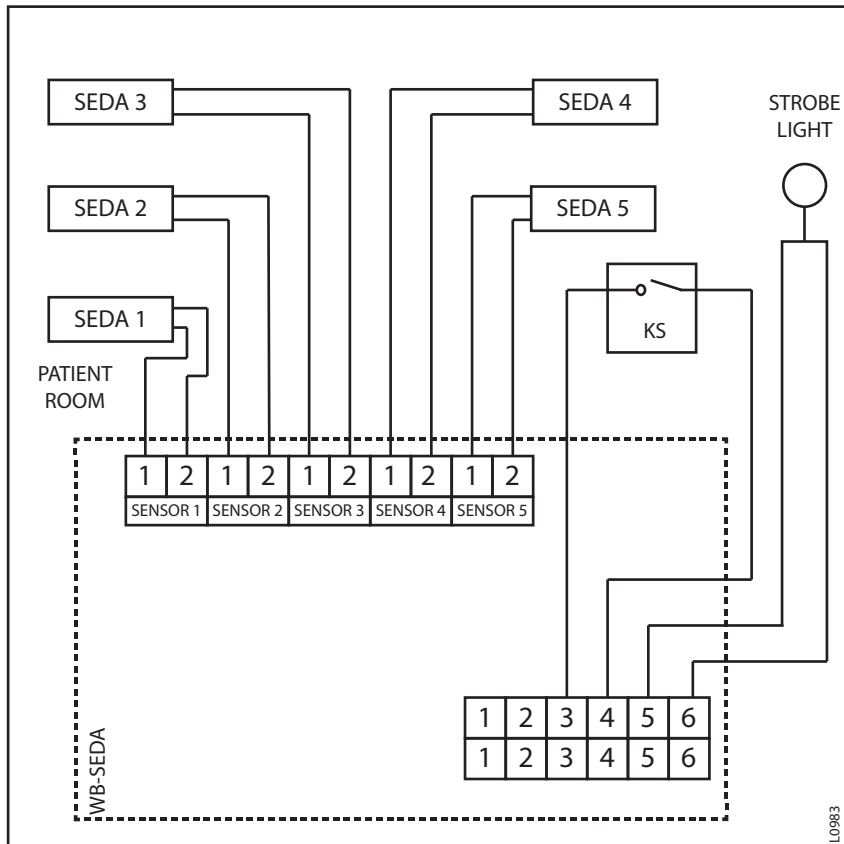 SEDA 3
SEDA 4
STROBE
LIGHT
SEDA 2
SEDA 5
SEDA 1
KS
PATIENT
ROOM
1 2 1 2 1 2 1 2 1 2
SENSOR 1 SENSOR 2 SENSOR 3 SENSOR 4 SENSOR 5
1 2 3 4 5 6
1 2 3 4 5 6
WB-SEDA
L0983